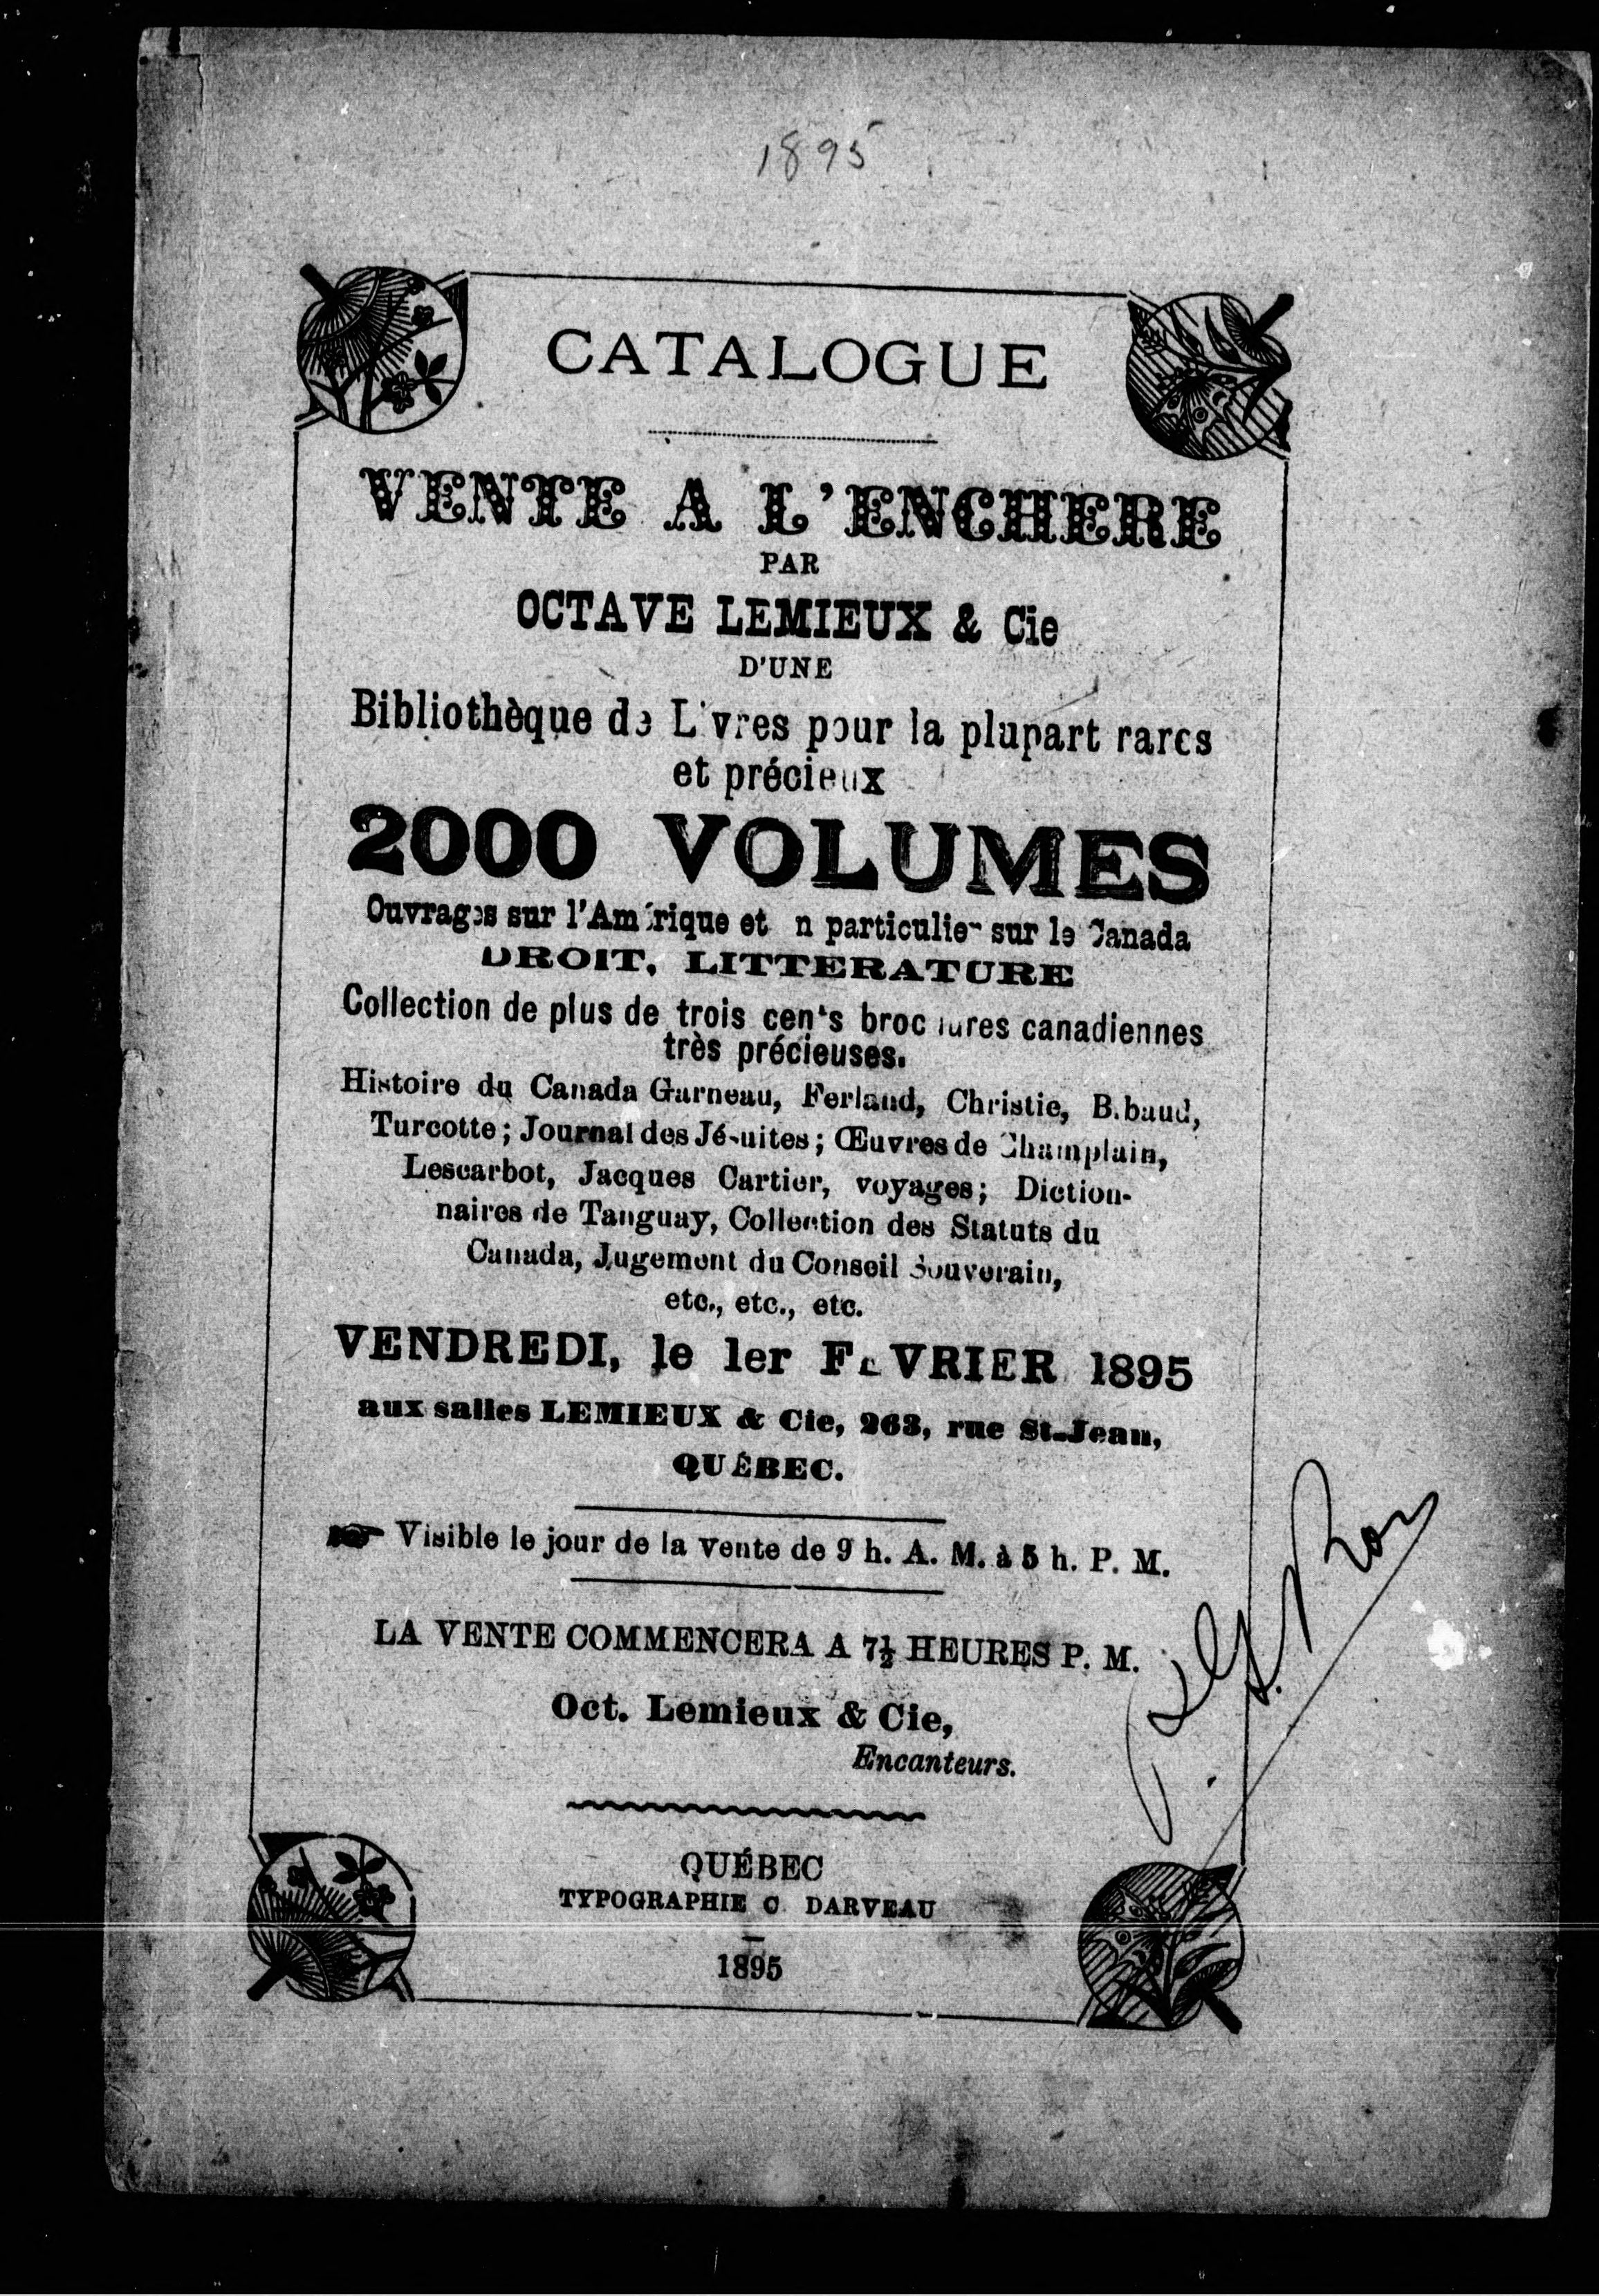 1895
CATALOGUE
VENTE A L'ENCHERE
PAR
OCTAVE LEMIEUX & Cie
D'UNE
Bibliothèque de Livres pour la plupart rares
et précieux
2000 VOLUMES
Ouvrages sur l'Amérique et en particulier sur le Canada
DROIT, LITTERATURE
Collection de plus de trois cents brochures canadiennes
très précieuses.
Histoire du Canada Garneau, Ferland, Christie, Bibaud,
Turcotte; Journal des Jésuites; Œuvres de Champlain,
Lescarbot, Jacques Cartier, voyages; Diction-
naires de Tanguay, Collection des Statuts du
Canada, Jugement du Conseil Souverain,
etc., etc., etc.
VENDREDI, le 1er FEVRIER 1895
aux salles LEMIEUX & Cie, 263, rue St-Jean,
QUÉBEC.
Visible le jour de la vente de 9 h. A. M. à 5 h. P. M.
LA VENTE COMMENCERA A 7½ HEURES P. M.
Oct. Lemieux & Cie,
Encanteurs.
QUÉBEC
TYPOGRAPHIE C. DARVEAU
1895